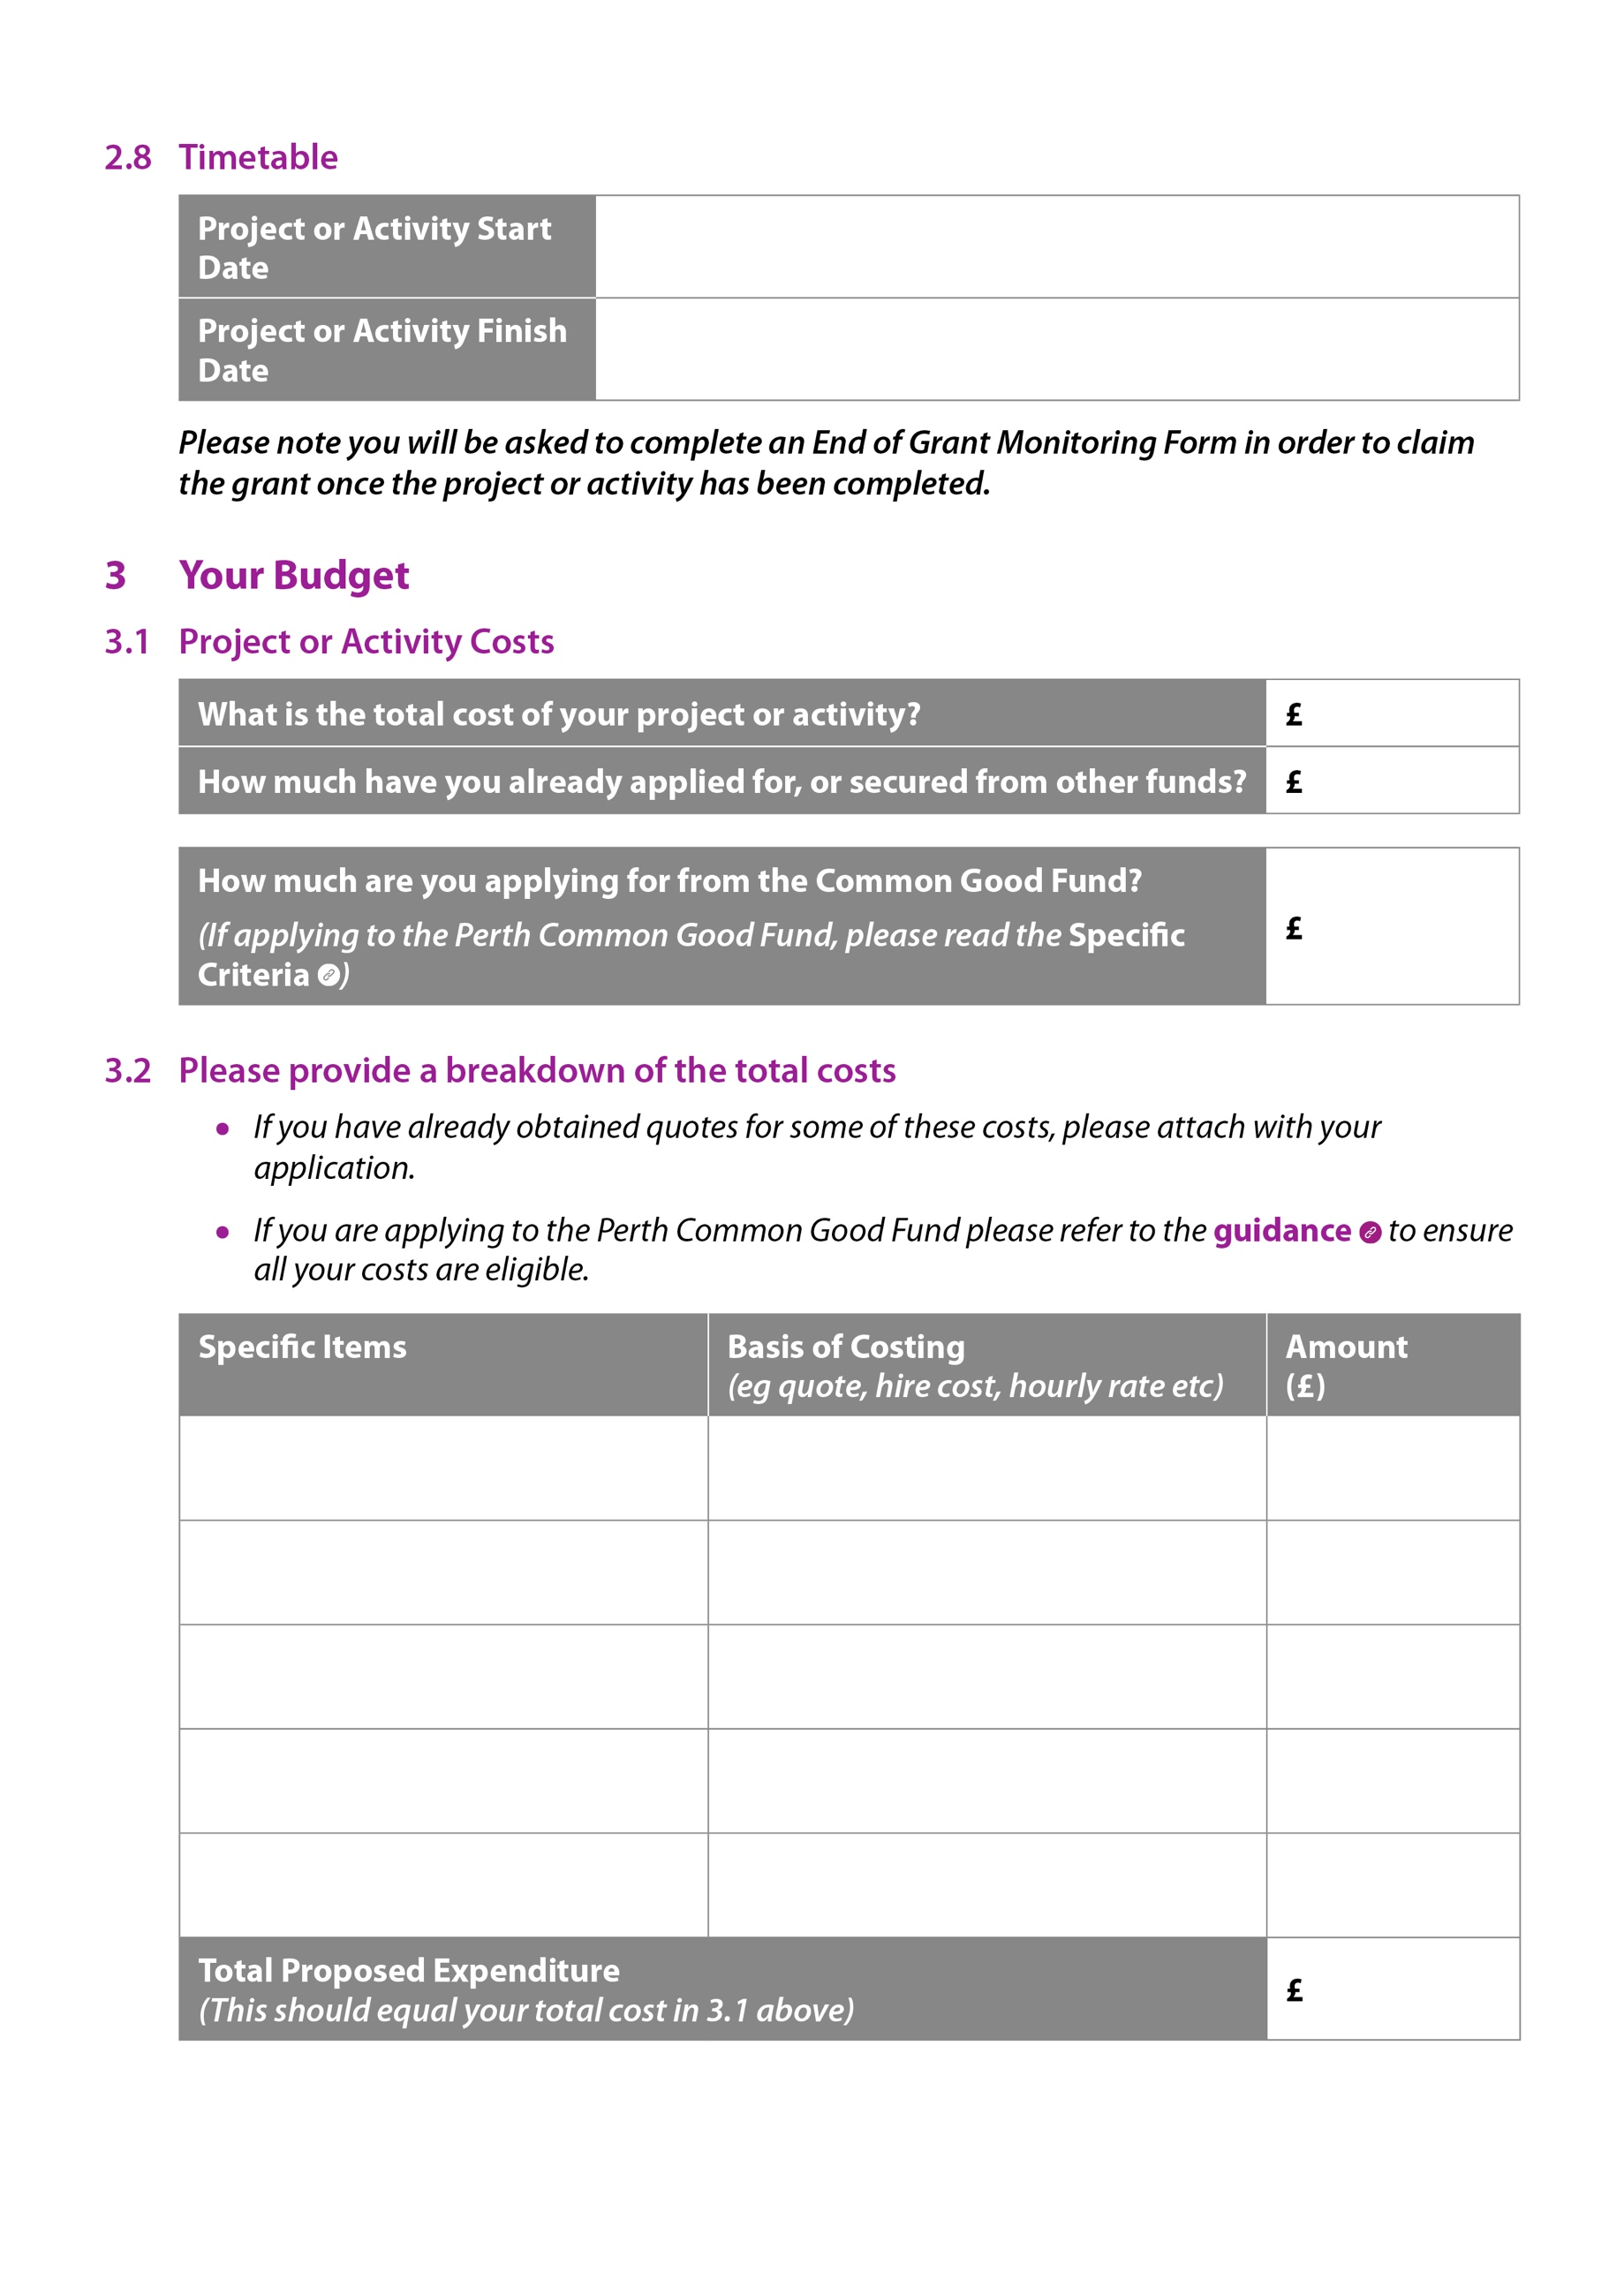 2.8 Timetable
Project or Activity Start
Date
Project or Activity Finish
Date
Please note you will be asked to complete an End of Grant Monitoring Form in order to claim
the grant once the project or activity has been completed.
3 Your Budget
3.1 Project or Activity Costs
What is the total cost of your project or activity? £
How much have you already applied for, or secured from other funds? £
How much are you applying for from the Common Good Fund?
(If applying to the Perth Common Good Fund, please read the Specific
Criteria)
£
3.2 Please provide a breakdown of the total costs
• If you have already obtained quotes for some of these costs, please attach with your
application.
• If you are applying to the Perth Common Good Fund please refer to the guidance to ensure
all your costs are eligible.
Specific Items
Basis of Costing
(eg quote, hire cost, hourly rate etc)
Amount
(£)
Total Proposed Expenditure
(This should equal your total cost in 3.1 above)
£